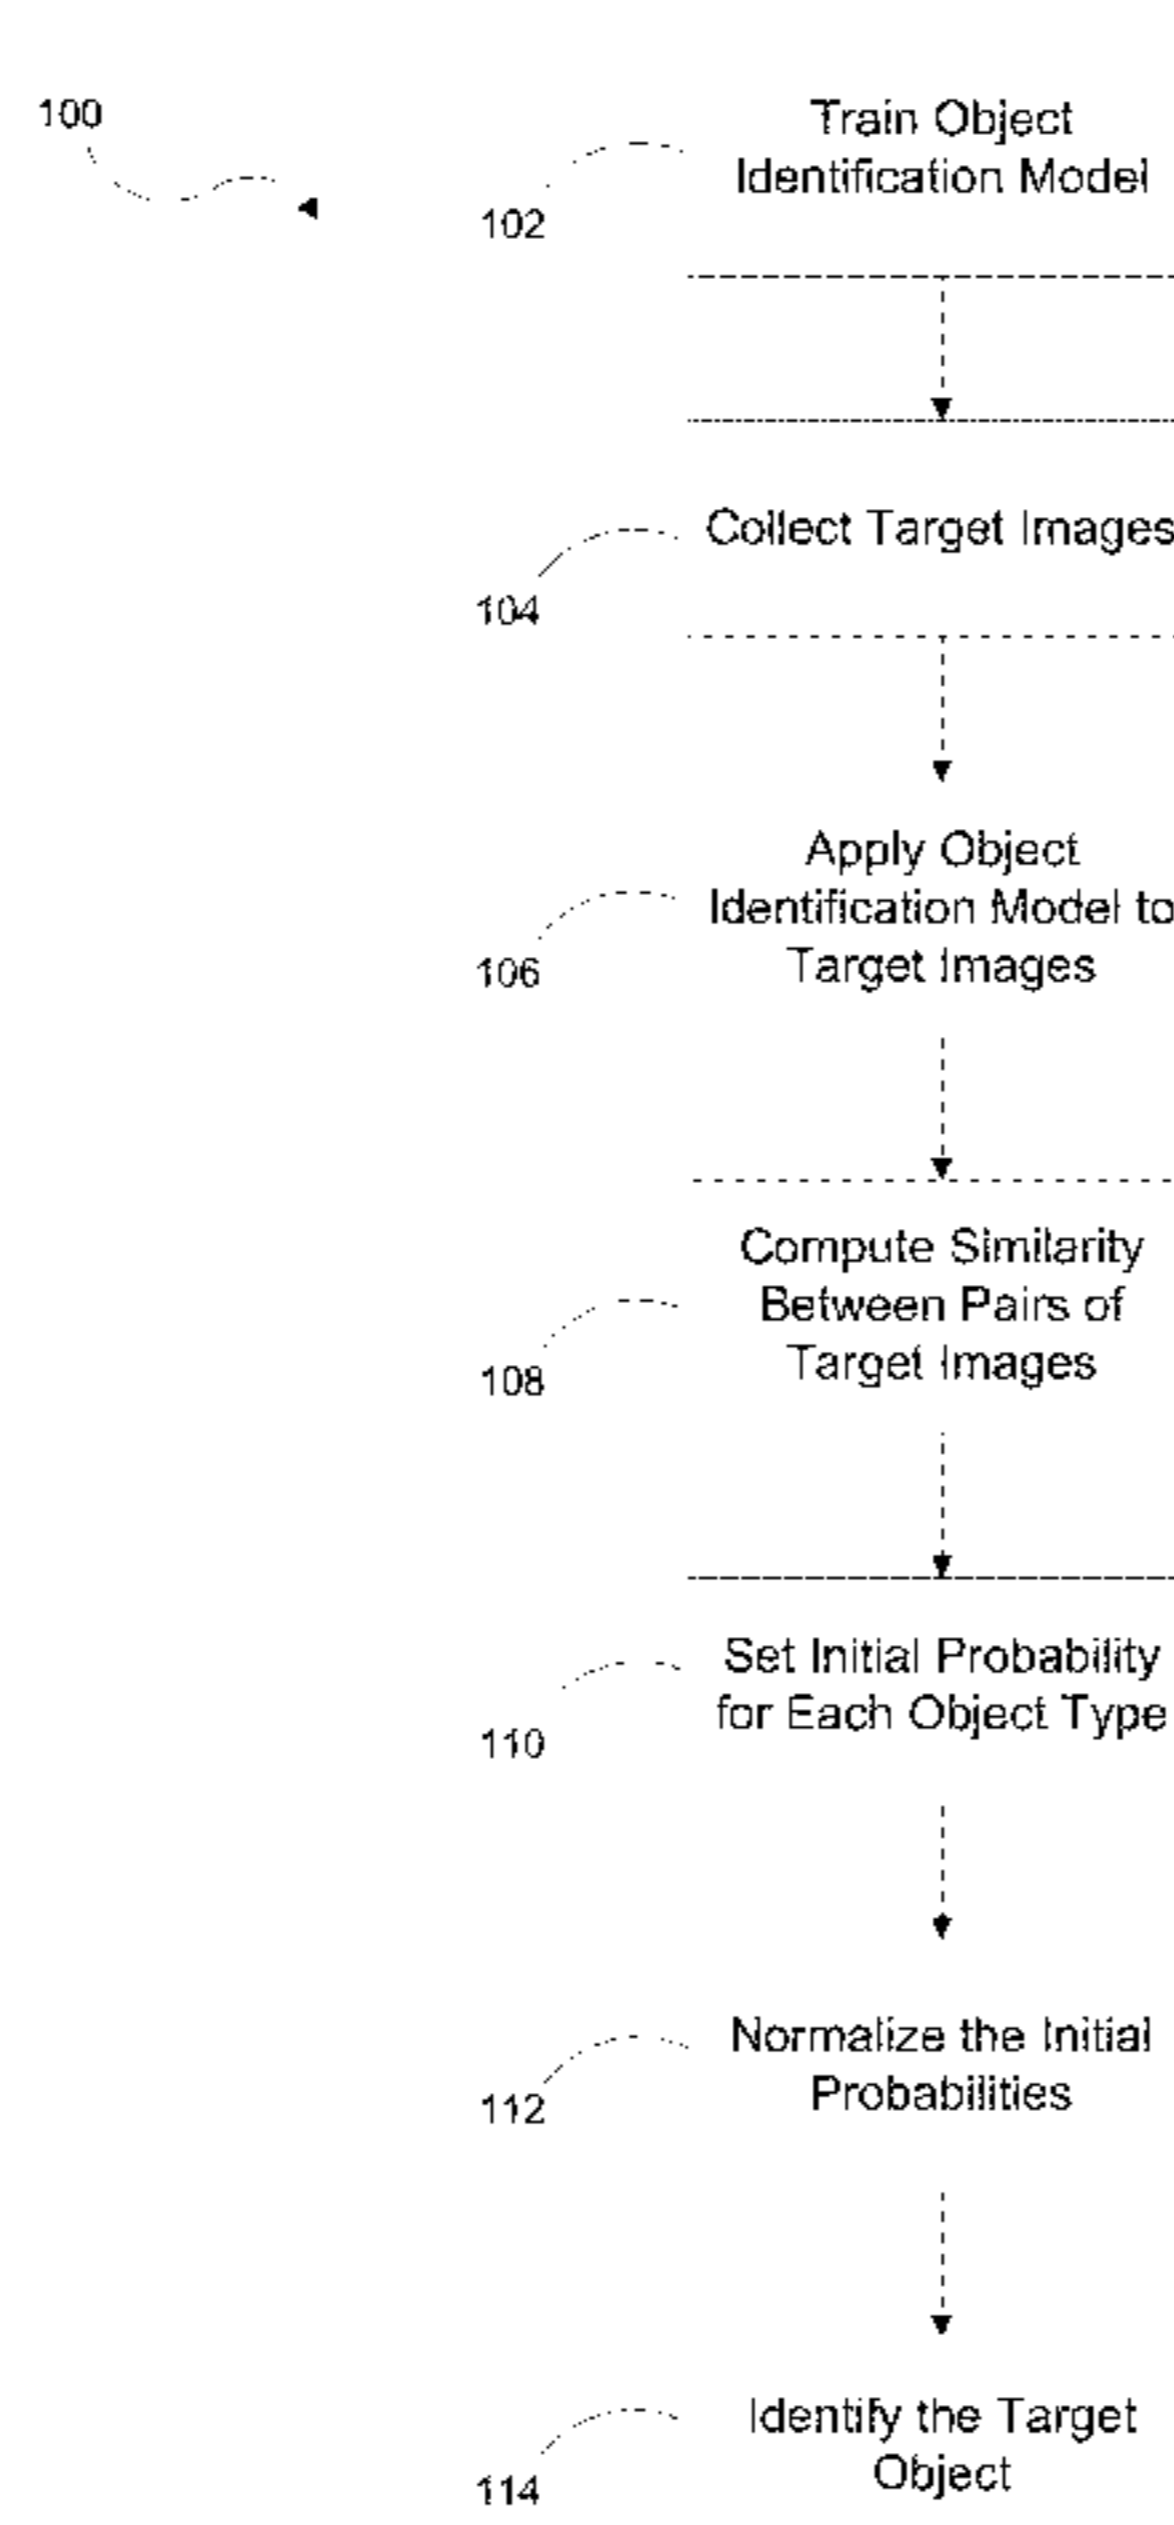 100
Train Object
Identification Model
102
Collect Target Images
104
Apply Object
Identification Model to
Target Images
106
Compute Similarity
Between Pairs of
Target Images
108
Set Initial Probability
for Each Object Type
110
Normalize the Initial
Probabilities
112
Identify the Target
Object
114